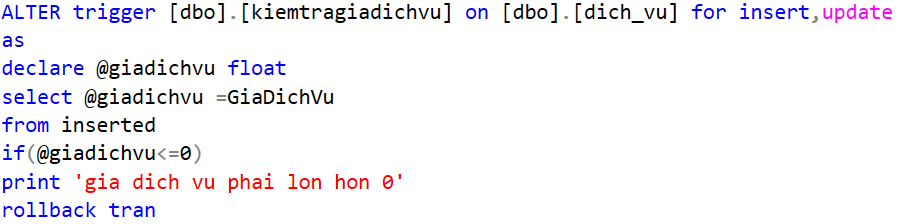 ALTER trigger [dbo].[kiemtragiadichvu] on [dbo].[dich_vu] for insert,update
as
declare @giadichvu float
select @giadichvu =GiaDichVu
from inserted
if(@giadichvu<=0)
print 'gia dich vu phai lon hon 0'
rollback tran